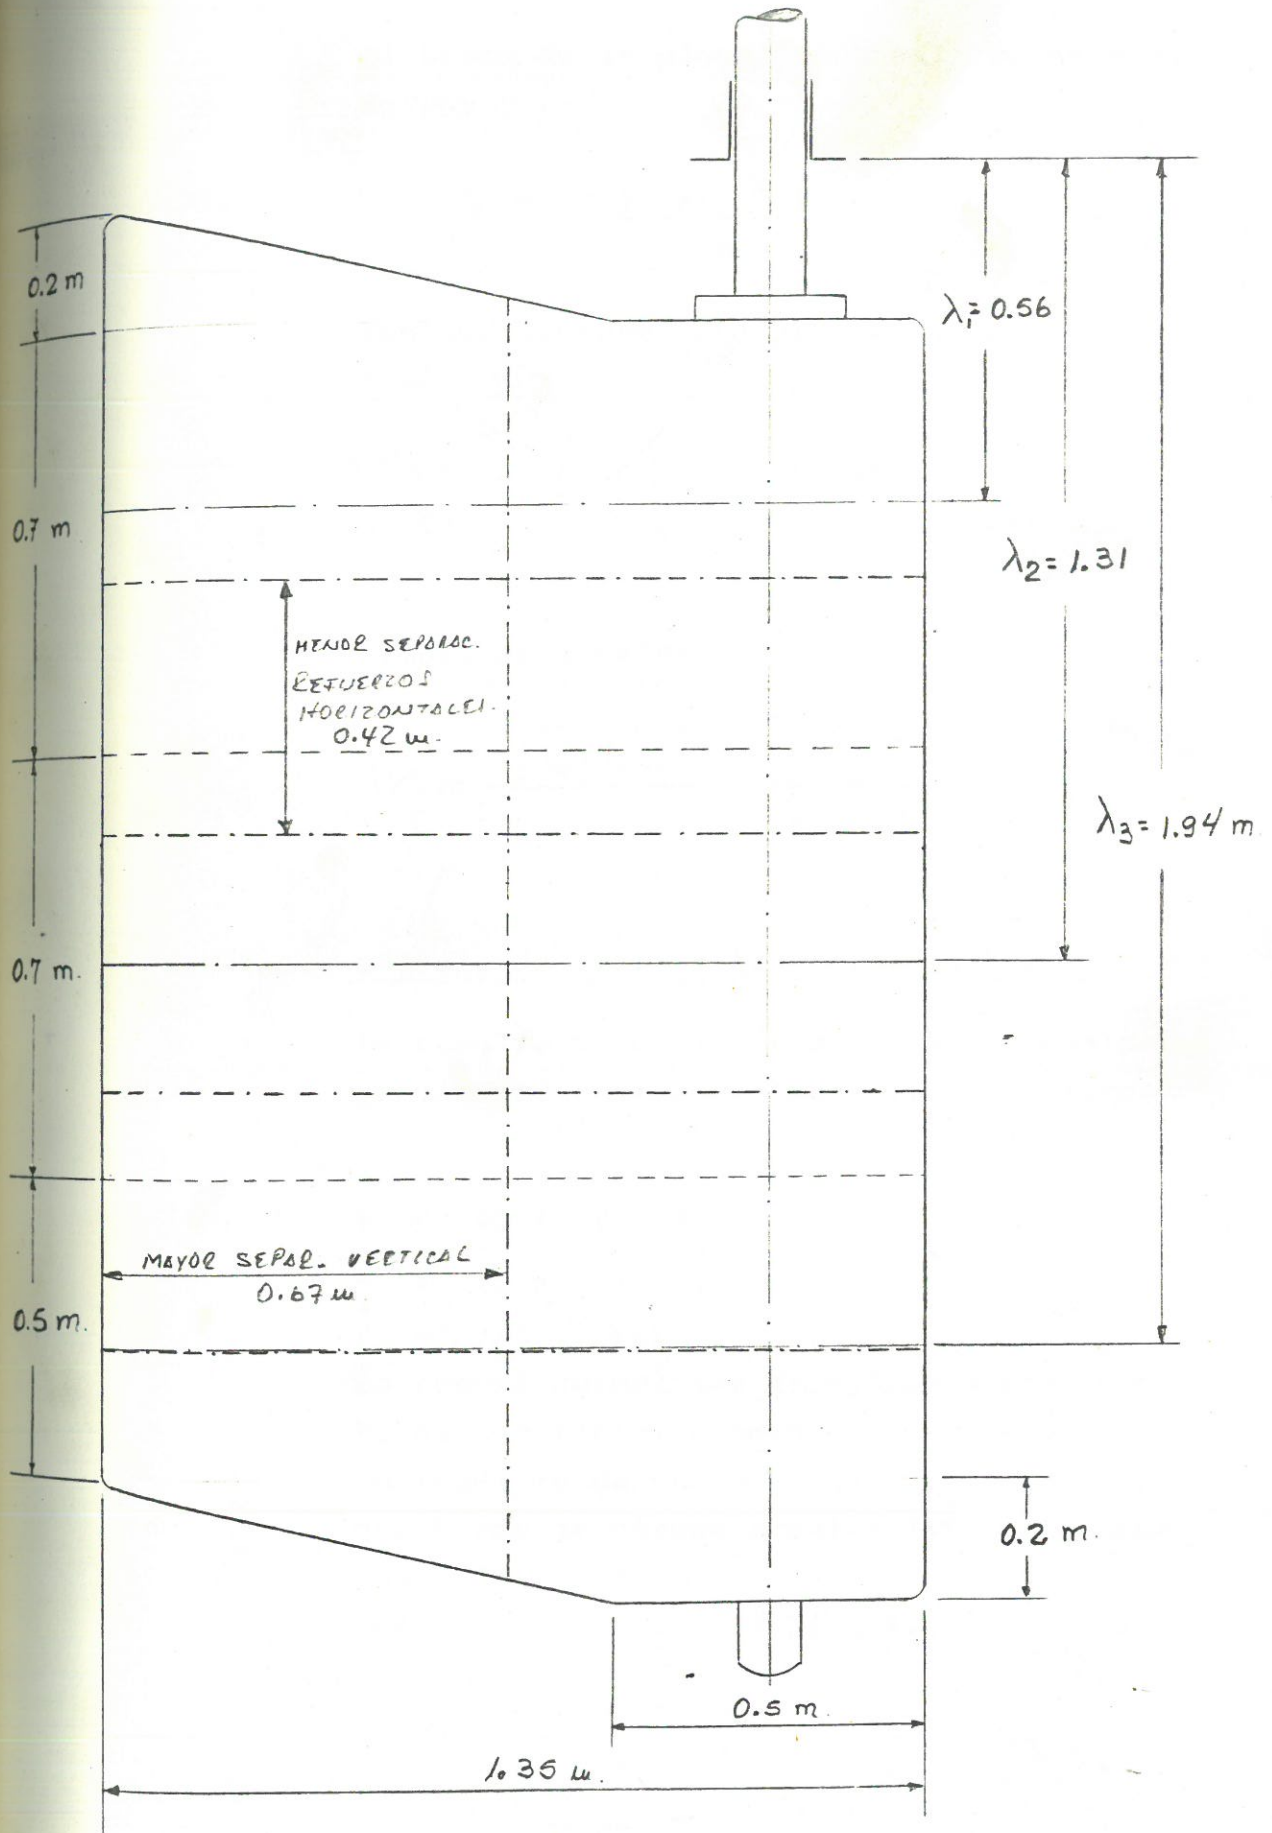 0.2 m
λ₁= 0.56
0.7 m
λ₂= 1.31
MENOR SEPARAC.
REFUERZOS
HORIZONTALES.
0.42 m.
λ₃= 1.94 m
0.7 m.
MAYOR SEPAR. VERTICAL
0.67 m.
0.5 m.
0.2 m.
0.5 m.
1.35 m.